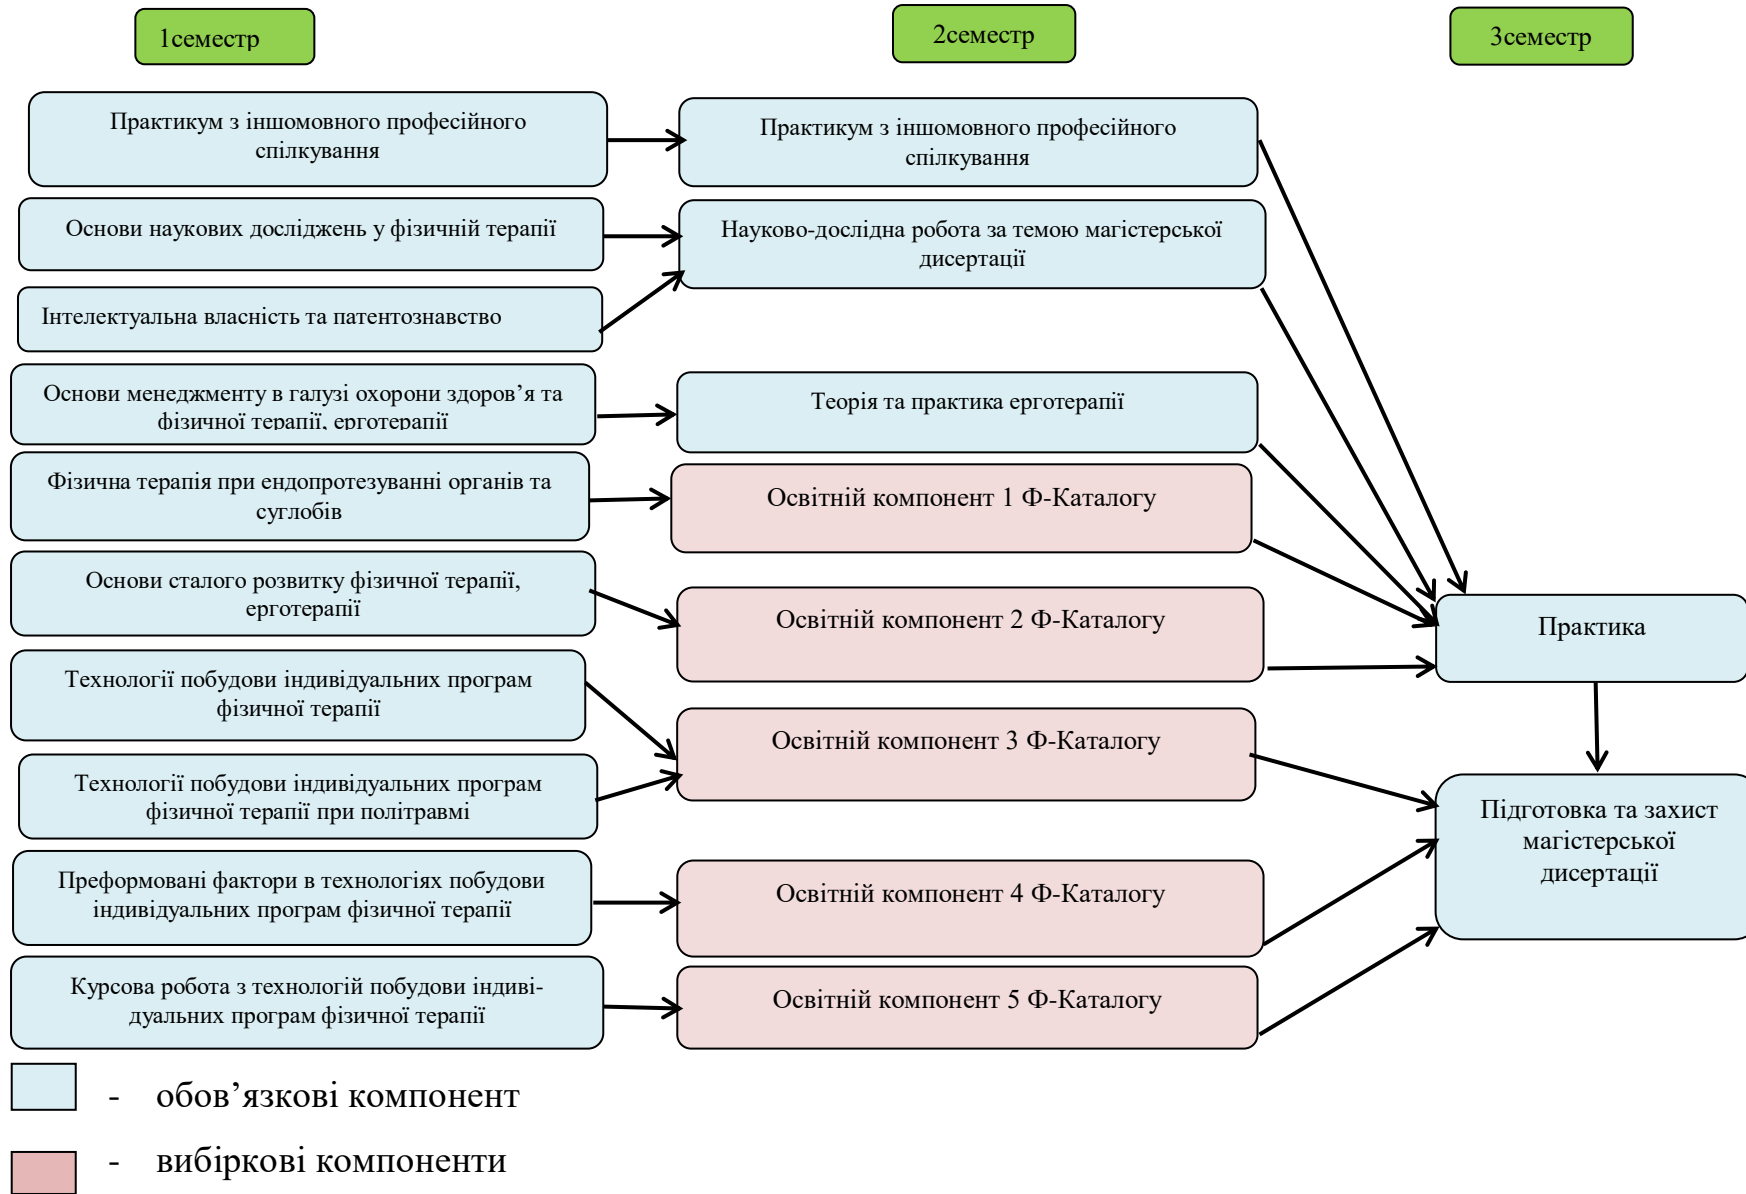 1семестр
2семестр
3семестр
Практикум з іншомовного професійного
спілкування
Практикум з іншомовного професійного
спілкування
Основи наукових досліджень у фізичній терапії
Науково-дослідна робота за темою магістерської
дисертації
Інтелектуальна власність та патентознавство
Основи менеджменту в галузі охорони здоров’я та
фізичної терапії, ерготерапії
Теорія та практика ерготерапії
Фізична терапія при ендопротезуванні органів та
суглобів
Освітній компонент 1 Ф-Каталогу
Основи сталого розвитку фізичної терапії,
ерготерапії
Освітній компонент 2 Ф-Каталогу
Практика
Технології побудови індивідуальних програм
фізичної терапії
Освітній компонент 3 Ф-Каталогу
Технології побудови індивідуальних програм
фізичної терапії при політравмі
Підготовка та захист
магістерської
дисертації
Преформовані фактори в технологіях побудови
індивідуальних програм фізичної терапії
Освітній компонент 4 Ф-Каталогу
Курсова робота з технологій побудови індиві-
дуальних програм фізичної терапії
Освітній компонент 5 Ф-Каталогу
- обов’язкові компонент
- вибіркові компоненти